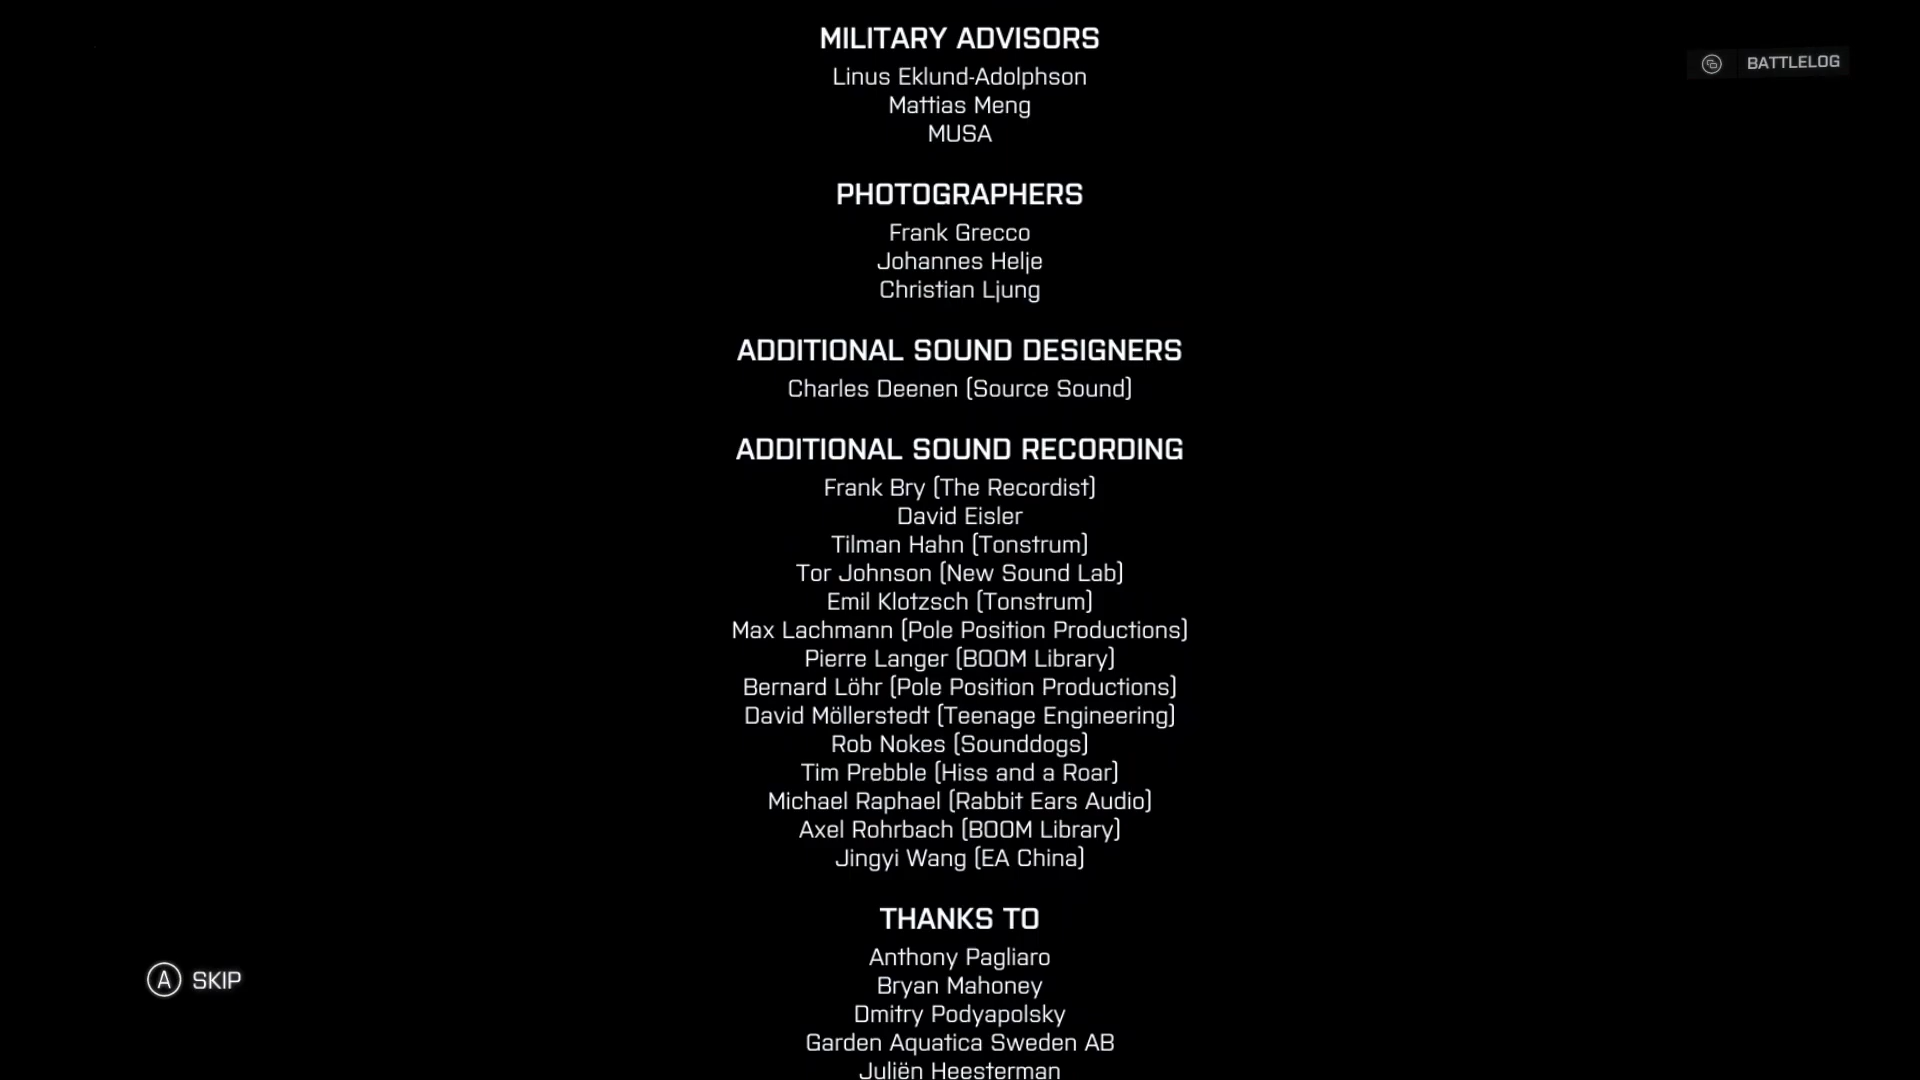 MILITARY ADVISORS
Linus Eklund-Adolphson
Mattias Meng
MUSA
BATTLELOG
PHOTOGRAPHERS
Frank Grecco
Johannes Helje
Christian Ljung
ADDITIONAL SOUND DESIGNERS
Charles Deenen (Source Sound)
ADDITIONAL SOUND RECORDING
Frank Bry (The Recordist)
David Eisler
Tilman Hahn (Tonstrum)
Tor Johnson (New Sound Lab)
Emil Klotzsch (Tonstrum)
Max Lachmann (Pole Position Productions)
Pierre Langer (BOOM Library)
Bernard Löhr (Pole Position Productions)
David Möllerstedt (Teenage Engineering)
Rob Nokes (Sounddogs)
Tim Prebble (Hiss and a Roar)
Michael Raphael (Rabbit Ears Audio)
Axel Rohrbach (BOOM Library)
Jingyi Wang (EA China)
THANKS TO
Anthony Pagliaro
Bryan Mahoney
Dmitry Podyapolsky
Garden Aquatica Sweden AB
Juliën Heesterman
A SKIP